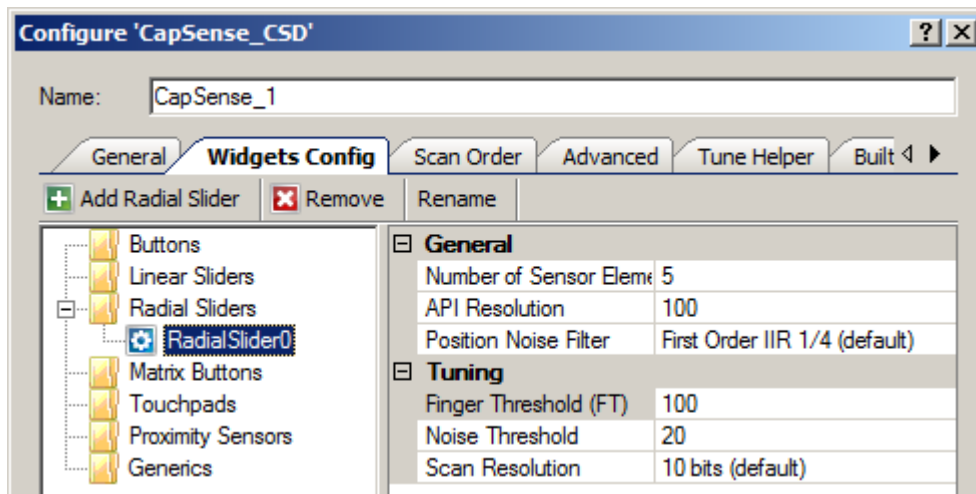 Configure 'CapSense_CSD'
Name: CapSense_1
General Widgets Config Scan Order Advanced Tune Helper Built
Add Radial Slider Remove Rename
Buttons
Linear Sliders
Radial Sliders
RadialSlider0
Matrix Buttons
Touchpads
Proximity Sensors
Generics
General
Number of Sensor Eleme 5
API Resolution 100
Position Noise Filter First Order IIR 1/4 (default)
Tuning
Finger Threshold (FT) 100
Noise Threshold 20
Scan Resolution 10 bits (default)